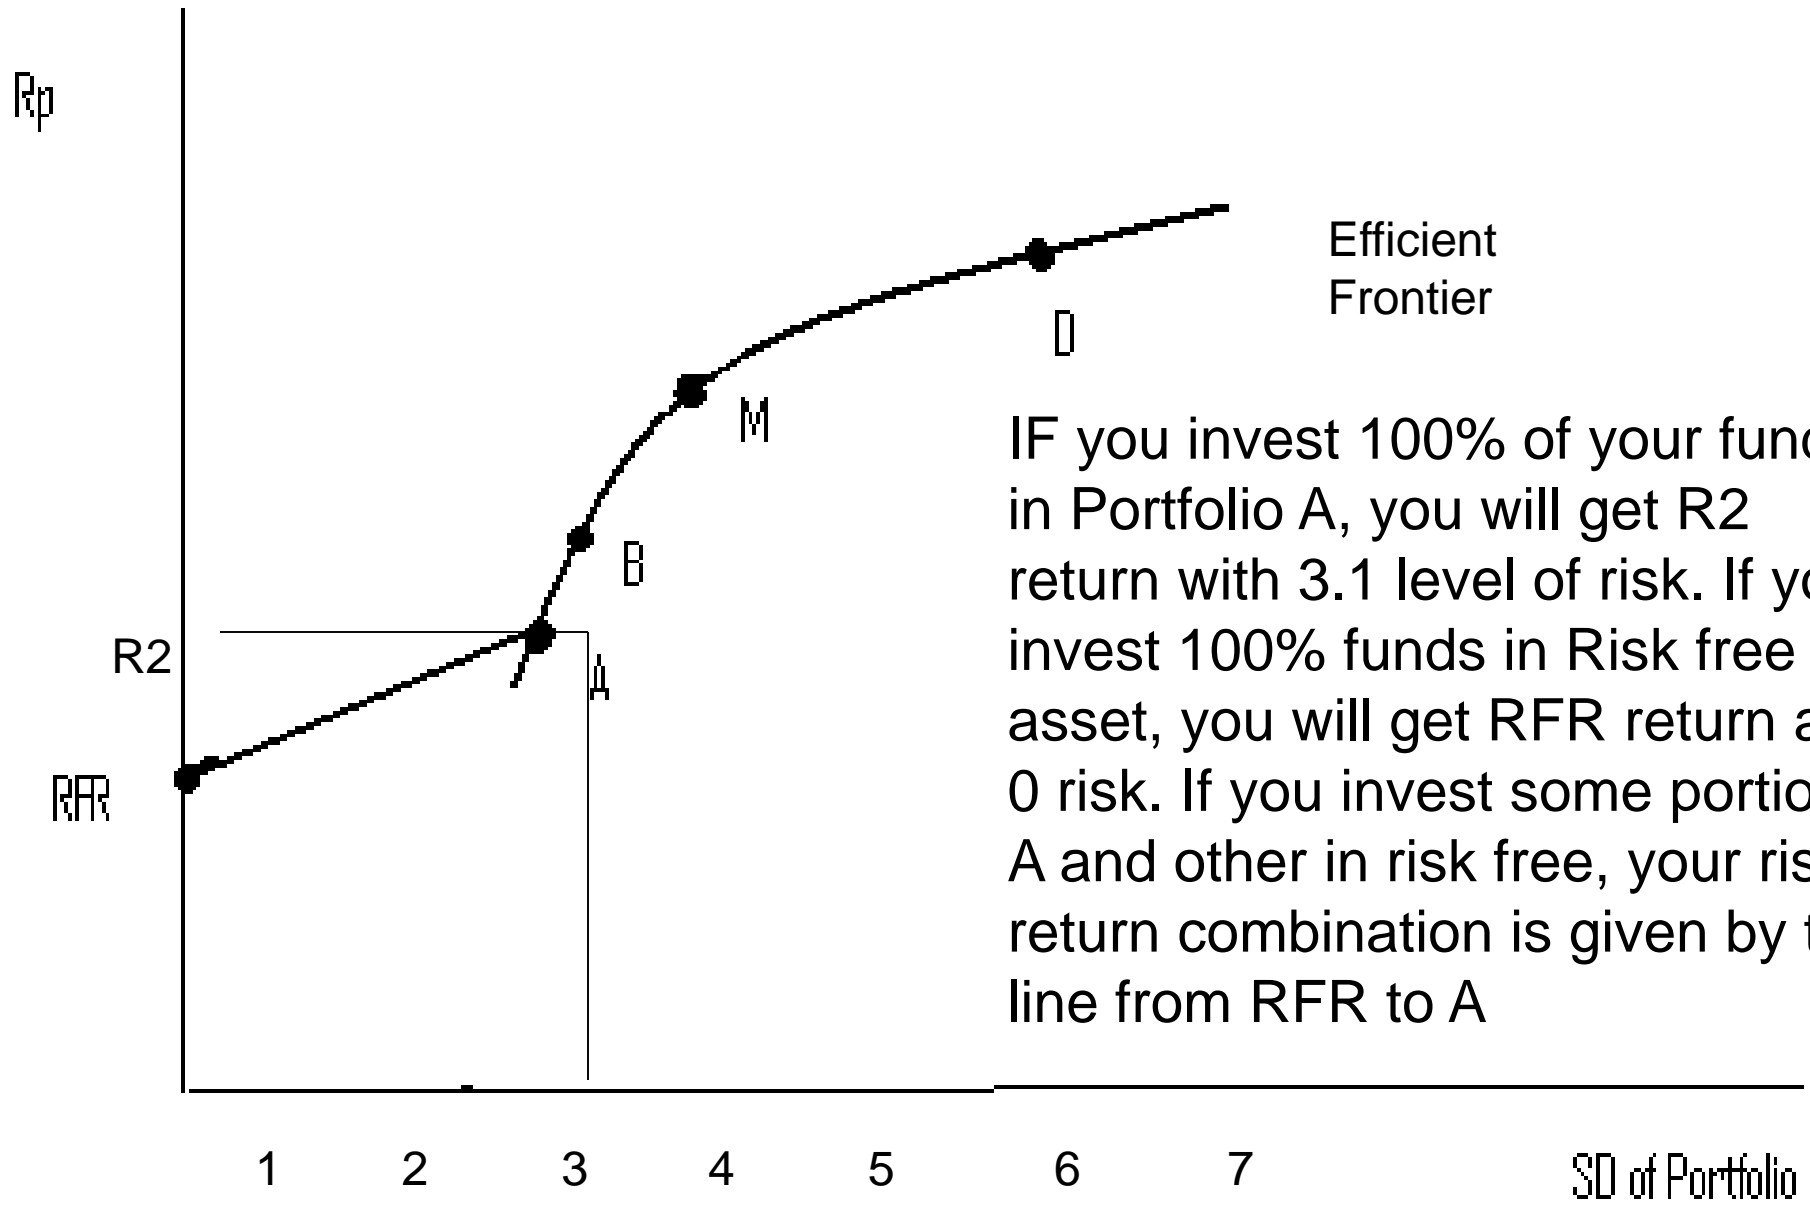 Rp
Efficient
Frontier
D
M
IF you invest 100% of your fun
in Portfolio A, you will get R2
B
return with 3.1 level of risk. If y
R2
A
invest 100% funds in Risk free
asset, you will get RFR return a
RFR
0 risk. If you invest some portio
A and other in risk free, your ris
return combination is given by t
line from RFR to A
1 2 3 4 5 6 7 SD of Portfolio